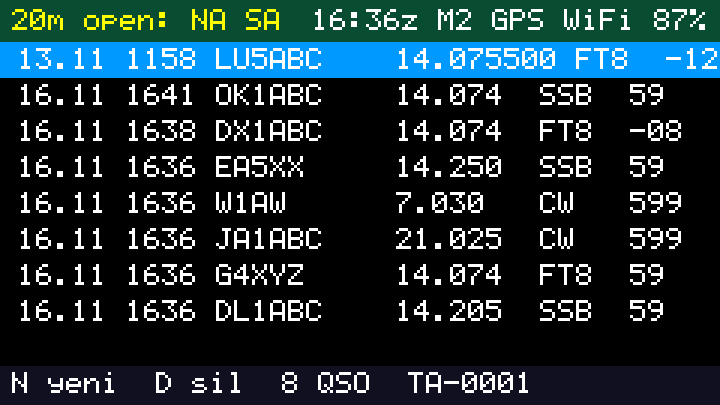 20m open: NA SA 16:36z M2 GPS WiFi 87%
13.11 1158 LU5ABC 14.075500 FT8 -12
16.11 1641 OK1ABC 14.074 SSB 59
16.11 1638 DX1ABC 14.074 FT8 -08
16.11 1636 EA5XX 14.250 SSB 59
16.11 1636 W1AW 7.030 CW 599
16.11 1636 JA1ABC 21.025 CW 599
16.11 1636 G4XYZ 14.074 FT8 59
16.11 1636 DL1ABC 14.205 SSB 59
N yeni D sil 8 QSO TA-0001